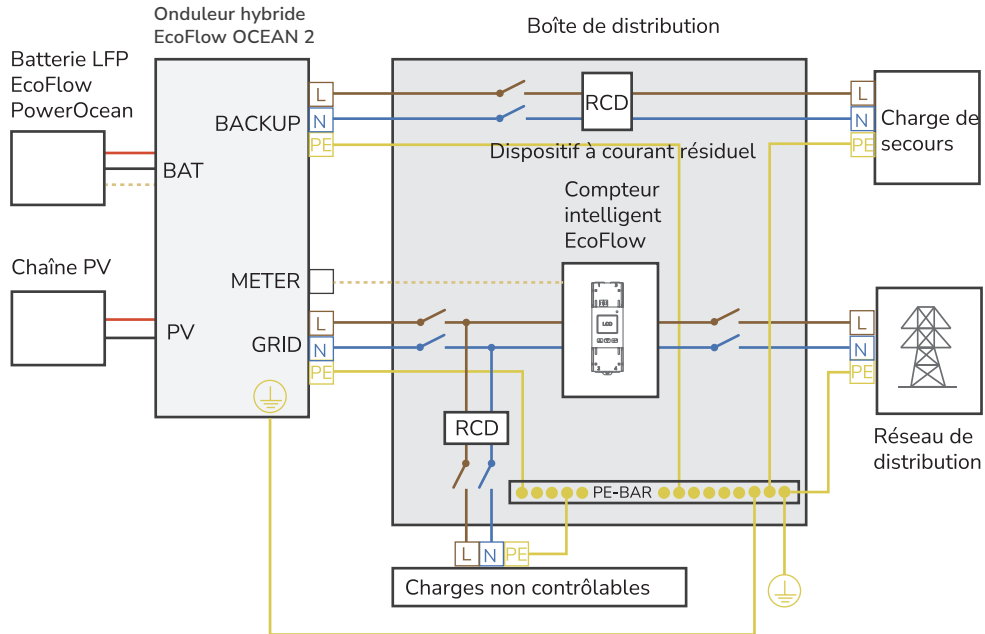 Onduleur hybride
EcoFlow OCEAN 2
Boîte de distribution
Batterie LFP
EcoFlow
PowerOcean
BAT
BACKUP
L
N
PE
RCD
L
N
PE
Charge de
secours
Dispositif à courant résiduel
Compteur
intelligent
EcoFlow
Chaîne PV
PV
METER
GRID
L
N
PE
LCD
L
N
PE
Réseau de
distribution
RCD
PE-BAR
L
N
PE
Charges non contrôlables